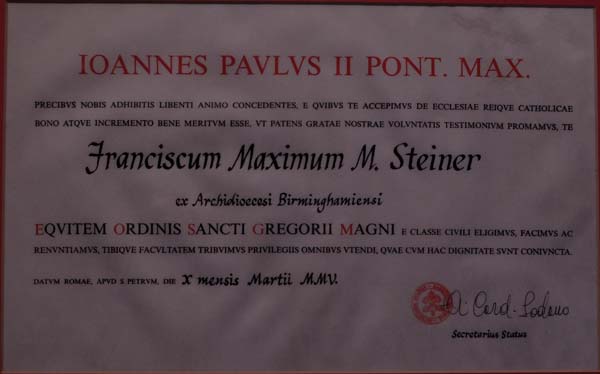 IOANNES PAVLVS II PONT. MAX.
PRECIBVS NOBIS ADHIBITIS LIBENTI ANIMO CONCEDENTES, E QVIBVS TE ACCEPIMVS DE ECCLESIAE REIQVE CATHOLICAE
BONO ATQVE INCREMENTO BENE MERITVM ESSE, VT PATENS GRATAE NOSTRAE VOLVNTATIS TESTIMONIVM PROMAMVS, TE
Franciscum Maximum M. Steiner
ex Archidioecesi Birminghamiensi
EQVITEM ORDINIS SANCTI GREGORII MAGNI E CLASSE CIVILI ELIGIMVS, FACIMVS AC
RENVNTIAMVS, TIBIQVE FACVLTATEM TRIBVIMVS PRIVILEGIIS OMNIBVS VTENDI, QVAE CVM HAC DIGNITATE SVNT CONIVNCTA.
DATVM ROMAE, APVD S PETRVM, DIE X mensis Martii MMV.
A. Card. Sodano
Secretarius Status